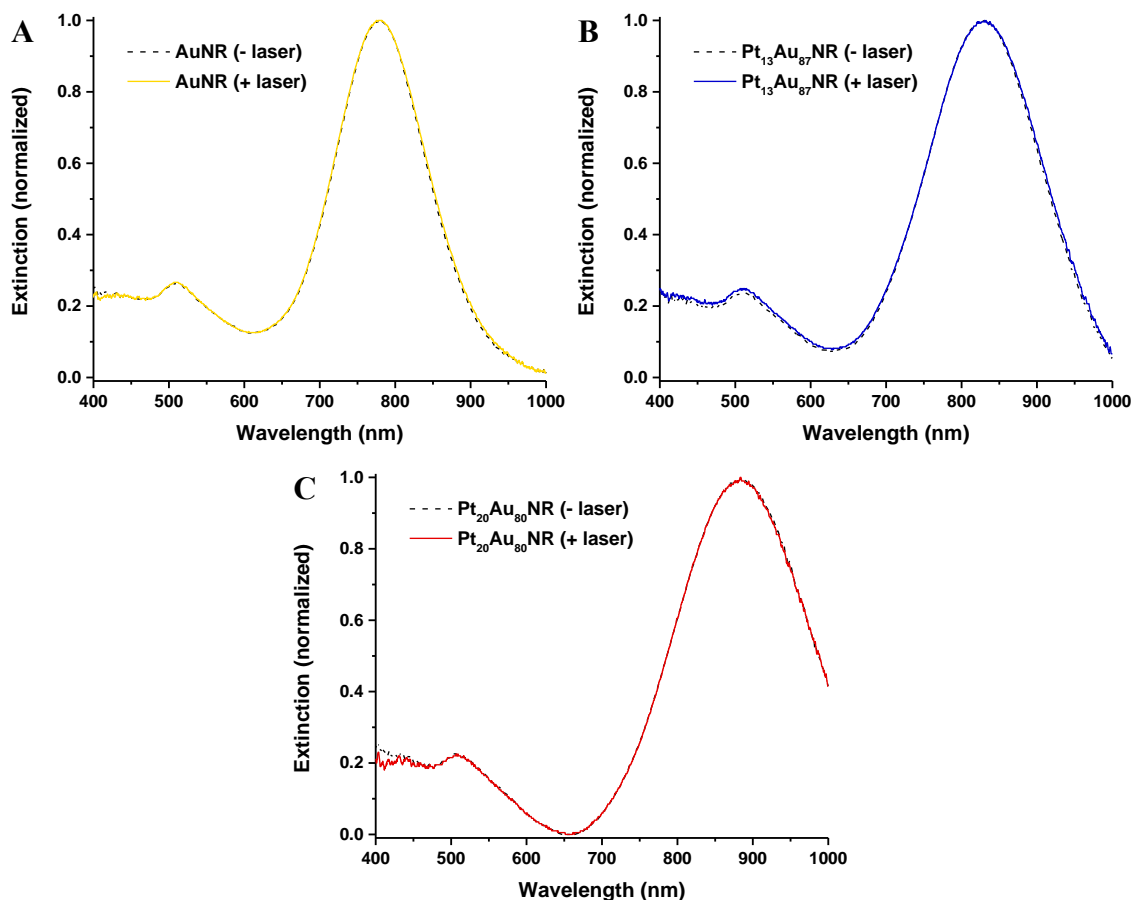 A
AuNR (- laser)
AuNR (+ laser)
Extinction (normalized)
1.0
0.8
0.6
0.4
0.2
0.0
400 500 600 700 800 900 1000
Wavelength (nm)
B
Pt₁₃Au₈₇NR (- laser)
Pt₁₃Au₈₇NR (+ laser)
Extinction (normalized)
1.0
0.8
0.6
0.4
0.2
0.0
400 500 600 700 800 900 1000
Wavelength (nm)
C
Pt₂₀Au₈₀NR (- laser)
Pt₂₀Au₈₀NR (+ laser)
Extinction (normalized)
1.0
0.8
0.6
0.4
0.2
0.0
400 500 600 700 800 900 1000
Wavelength (nm)